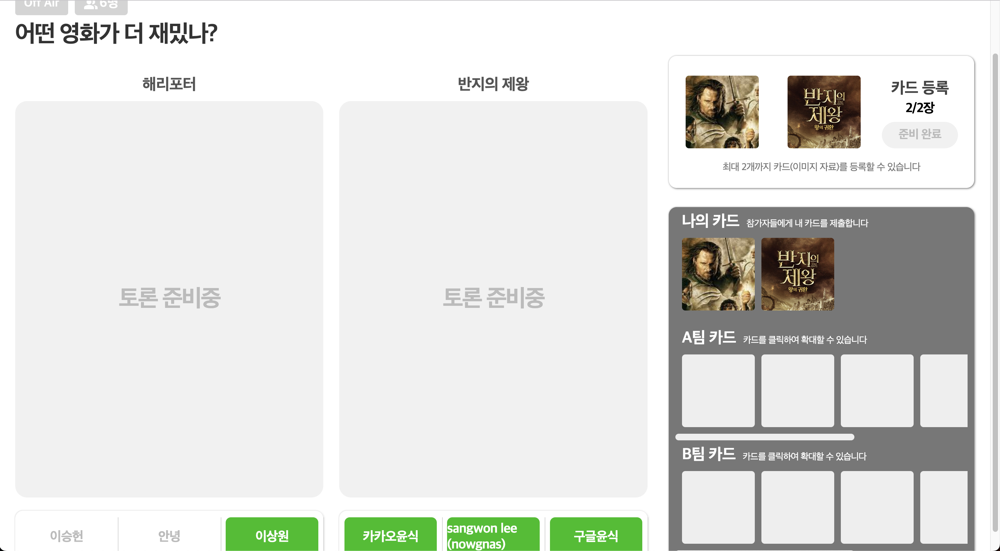 Off Air
6명
어떤 영화가 더 재밌나?
해리포터
반지의 제왕
토론 준비중
토론 준비중
이승헌
안녕
이상원
카카오윤식
sangwon lee
(nowgnas)
구글윤식
반지의
제왕
왕의 귀환
카드 등록
2/2장
준비 완료
최대 2개까지 카드(이미지 자료)를 등록할 수 있습니다
나의 카드 참가자들에게 내 카드를 제출합니다
반지의
제왕
왕의 귀환
A팀 카드 카드를 클릭하여 확대할 수 있습니다
B팀 카드 카드를 클릭하여 확대할 수 있습니다